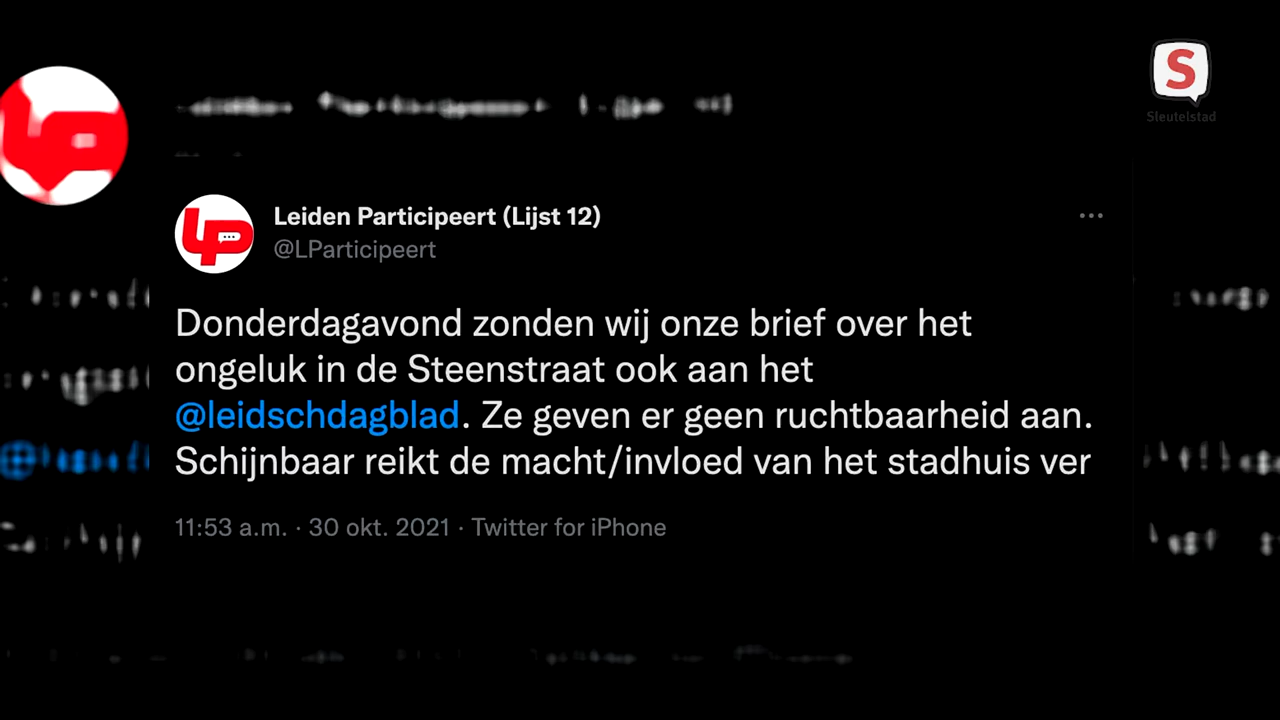 S
Sleutelstad
Leiden Participeert (Lijst 12)
@LParticipeert
Donderdagavond zonden wij onze brief over het
ongeluk in de Steenstraat ook aan het
@leidschdagblad. Ze geven er geen ruchtbaarheid aan.
Schijnbaar reikt de macht/invloed van het stadhuis ver
11:53 a.m. · 30 okt. 2021 · Twitter for iPhone